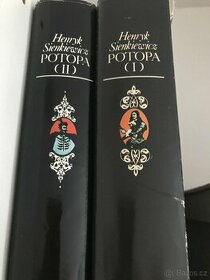 Henryk
Sienkiewicz
POTOPA
(II)
Henryk
Sienkiewicz
POTOPA
(I)